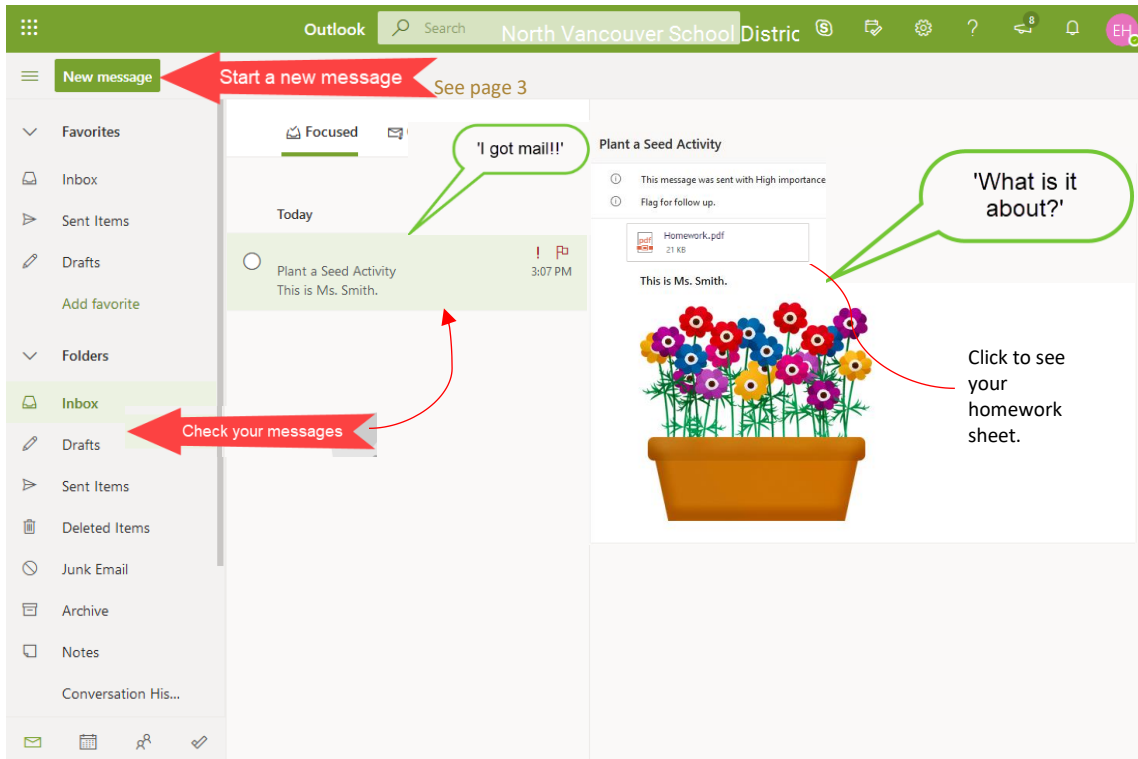 Outlook
Search
North Vancouver School Distric
8
EH
New message
Start a new message
See page 3
Favorites
Inbox
Sent Items
Drafts
Add favorite
Folders
Inbox
Drafts
Sent Items
Deleted Items
Junk Email
Archive
Notes
Conversation His...
Check your messages
Focused
'I got mail!!'
Today
Plant a Seed Activity
3:07 PM
This is Ms. Smith.
Plant a Seed Activity
This message was sent with High importance
Flag for follow up.
pdf
Homework.pdf
21 KB
This is Ms. Smith.
'What is it
about?'
Click to see
your
homework
sheet.